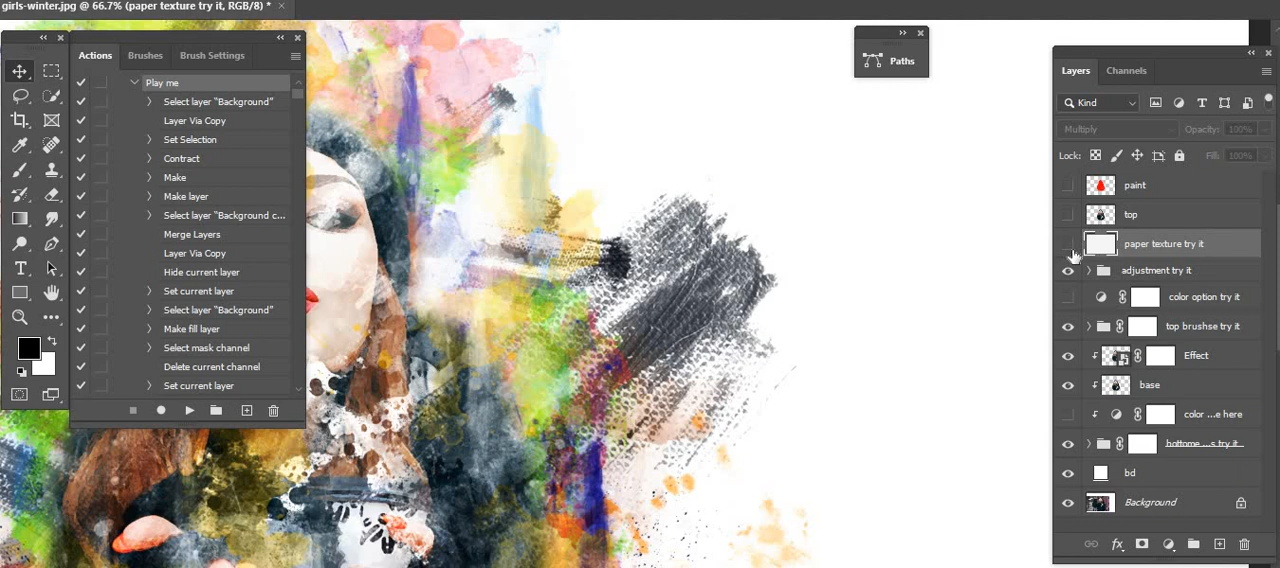 girls-winter.jpg @ 66.7% (paper texture try it, RGB/8) *
Actions
Brushes
Brush Settings
Play me
Select layer "Background"
Layer Via Copy
Set Selection
Contract
Make
Make layer
Select layer "Background c...
Merge Layers
Layer Via Copy
Hide current layer
Set current layer
Select layer "Background"
Make fill layer
Select mask channel
Delete current channel
Set current layer
Paths
Layers
Channels
Kind
Multiply
Opacity: 100%
Lock:
Fill: 100%
paint
top
paper texture try it
adjustment try it
color option try it
top brushse try it
Effect
base
color ...e here
bottome ....s try it
bd
Background